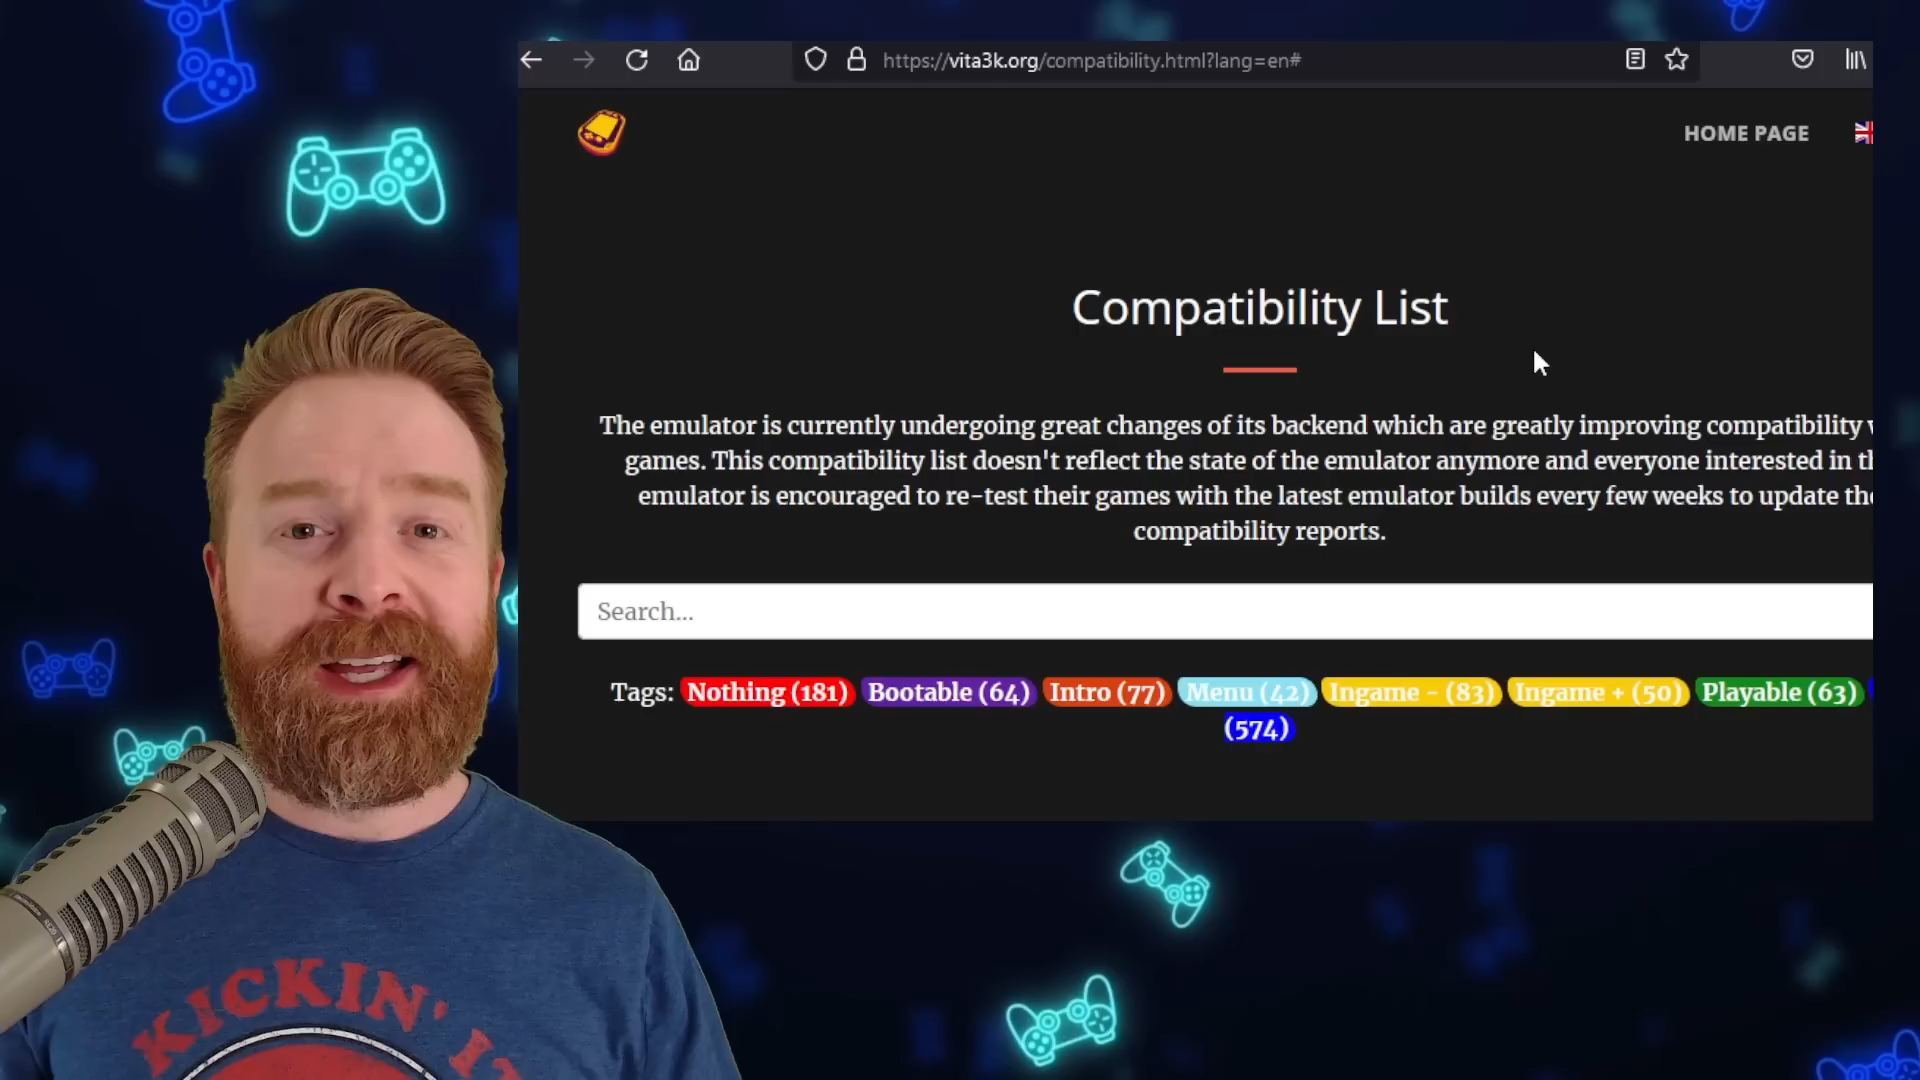 https://vita3k.org/compatibility.html?lang=en#
HOME PAGE
Compatibility List
The emulator is currently undergoing great changes of its backend which are greatly improving compatibility
games. This compatibility list doesn't reflect the state of the emulator anymore and everyone interested in
emulator is encouraged to re-test their games with the latest emulator builds every few weeks to update
compatibility reports.
Search...
Tags: Nothing (181) Bootable (64) Intro (77) Menu (42) Ingame - (83) Ingame + (50) Playable (63)
(574)
KICKIN' IT